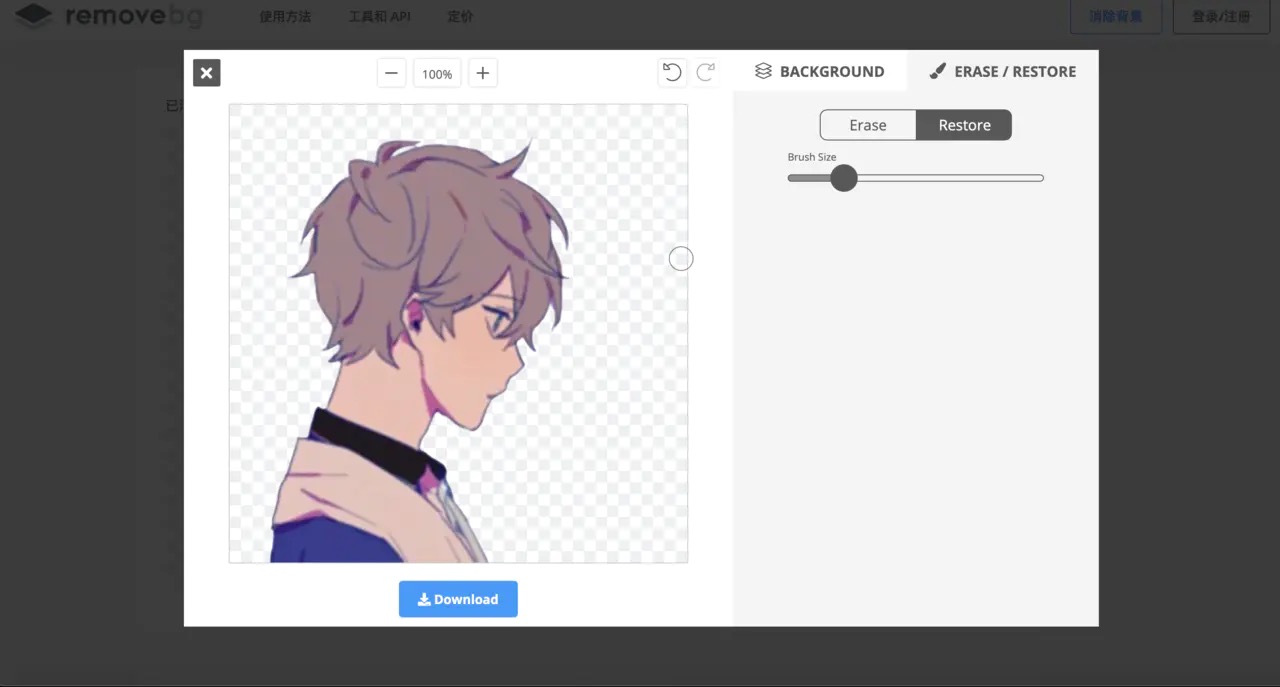 removebg
使用方法
工具和 API
定价
消除背景
登录/注册
已
100%
BACKGROUND
ERASE / RESTORE
Erase
Restore
Brush Size
Download